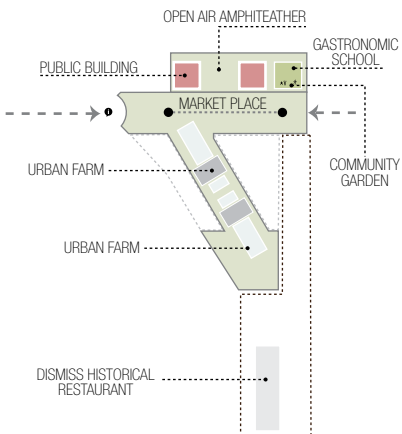 OPEN AIR AMPHITEATHER
GASTRONOMIC
SCHOOL
PUBLIC BUILDING
MARKET PLACE
COMMUNITY
GARDEN
URBAN FARM
URBAN FARM
DISMISS HISTORICAL
RESTAURANT